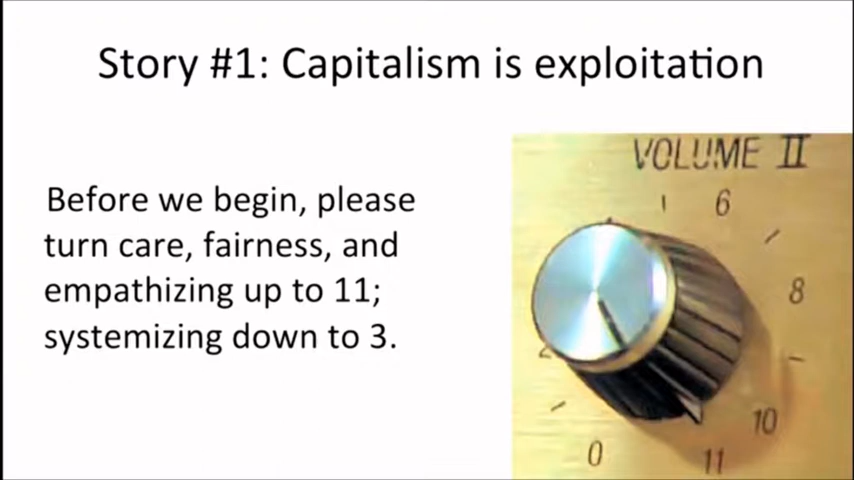 Story #1: Capitalism is exploitation
Before we begin, please
turn care, fairness, and
empathizing up to 11;
systemizing down to 3.
VOLUME II
6
8
10
11
0
2